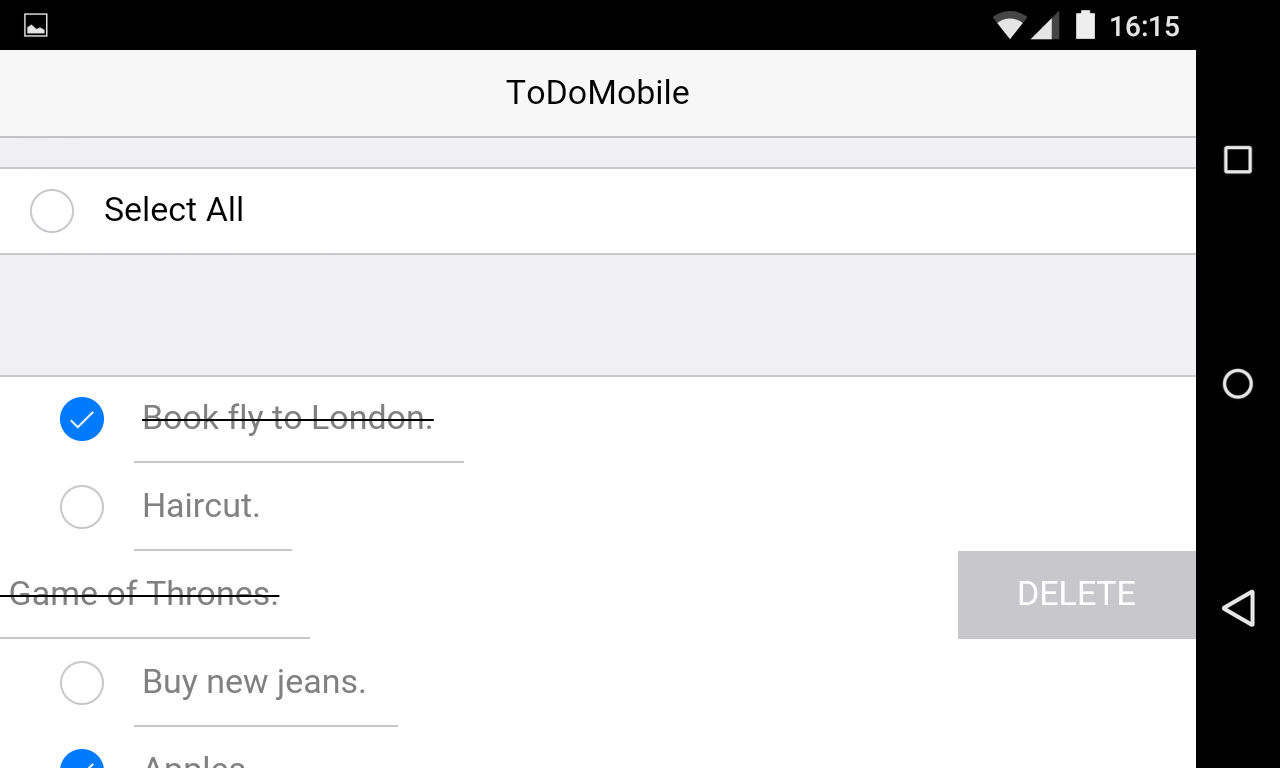 16:15
ToDoMobile
Select All
Book fly to London.
Haircut.
Game of Thrones.
DELETE
Buy new jeans.
Apples